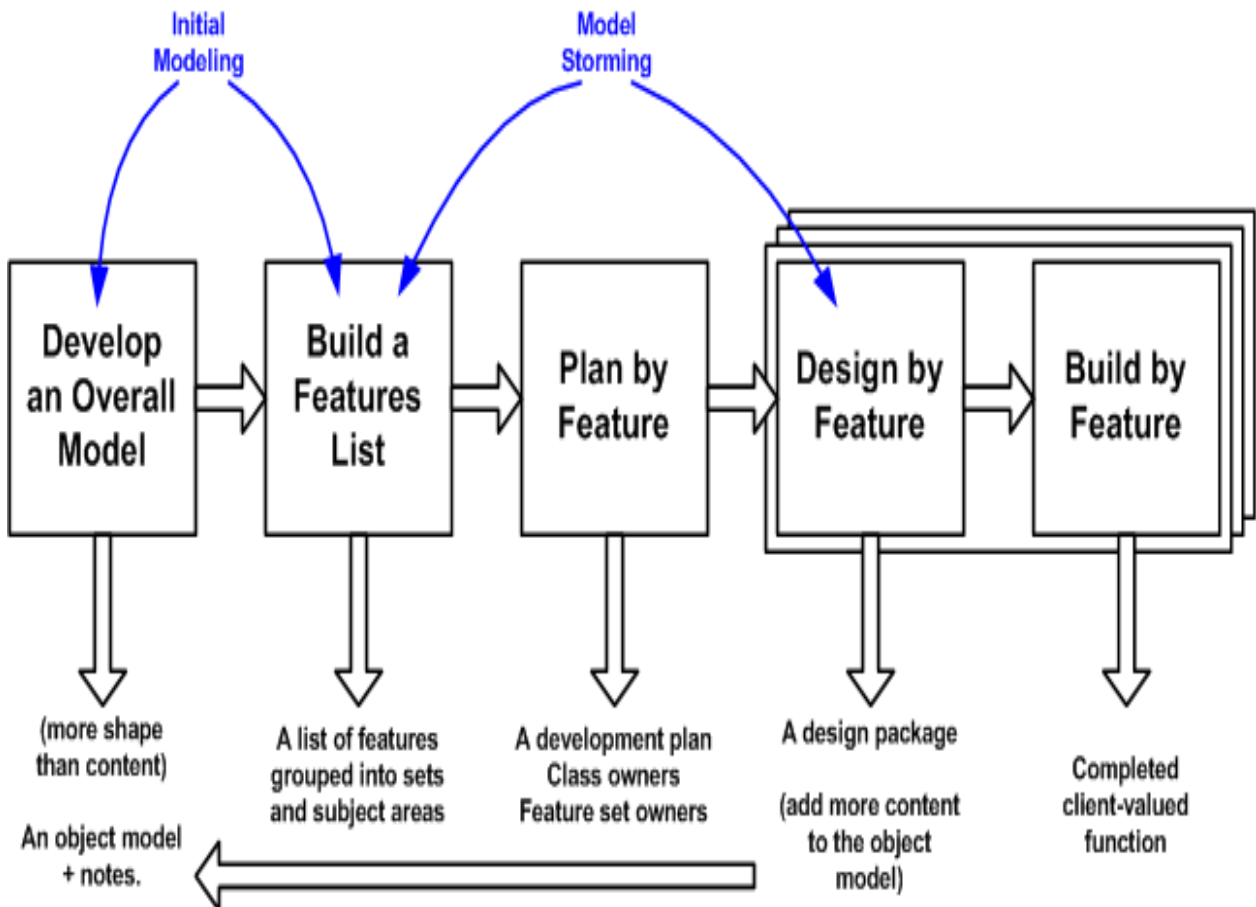 Initial
Modeling
Model
Storming
Develop
an Overall
Model
Build a
Features
List
Plan by
Feature
Design by
Feature
Build by
Feature
(more shape
than content)
An object model
+ notes.
A list of features
grouped into sets
and subject areas
A development plan
Class owners
Feature set owners
A design package
(add more content
to the object
model)
Completed
client-valued
function